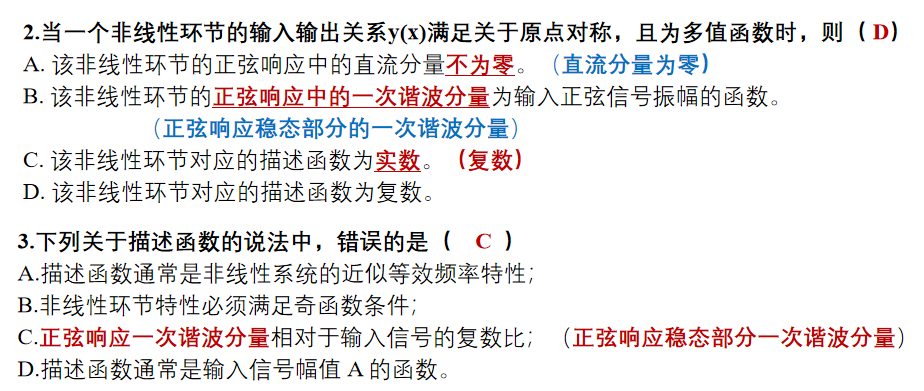 2.当一个非线性环节的输入输出关系y(x)满足关于原点对称，且为多值函数时，则（ D）
A. 该非线性环节的正弦响应中的直流分量不为零。（直流分量为零）
B. 该非线性环节的正弦响应中的一次谐波分量为输入正弦信号振幅的函数。
（正弦响应稳态部分的一次谐波分量）
C. 该非线性环节对应的描述函数为实数。（复数）
D. 该非线性环节对应的描述函数为复数。
3.下列关于描述函数的说法中，错误的是（ C ）
A.描述函数通常是非线性系统的近似等效频率特性；
B.非线性环节特性必须满足奇函数条件；
C.正弦响应一次谐波分量相对于输入信号的复数比；（正弦响应稳态部分一次谐波分量）
D.描述函数通常是输入信号幅值 A 的函数。